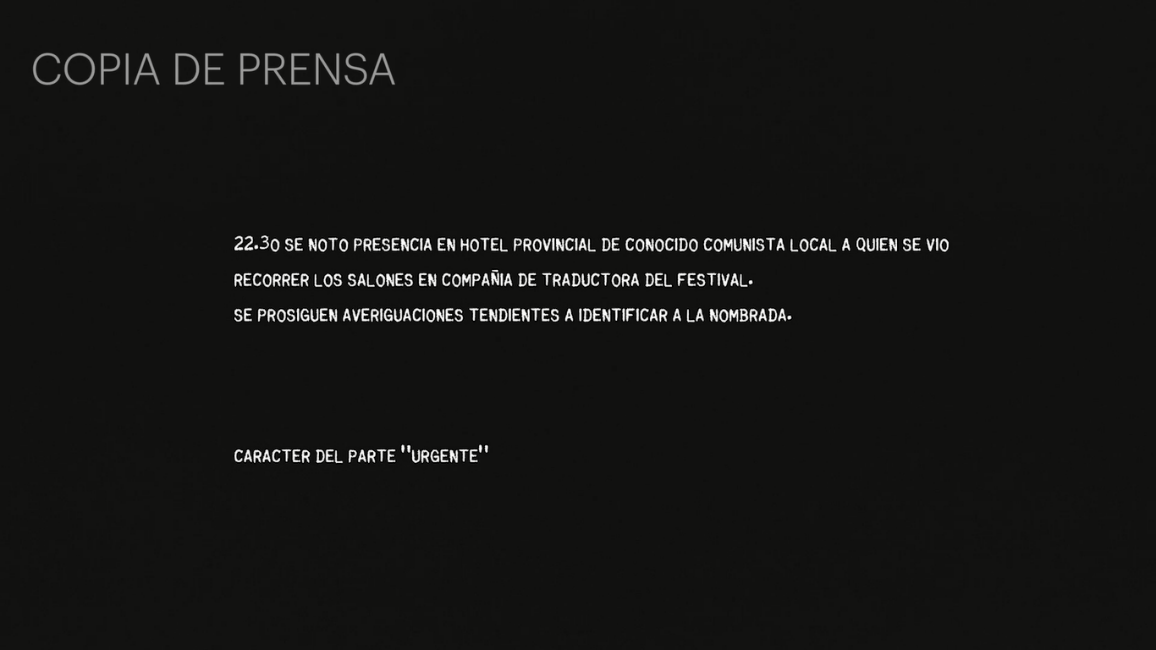 COPIA DE PRENSA
22.30 SE NOTO PRESENCIA EN HOTEL PROVINCIAL DE CONOCIDO COMUNISTA LOCAL A QUIEN SE VIO
RECORRER LOS SALONES EN COMPAÑIA DE TRADUCTORA DEL FESTIVAL.
SE PROSIGUEN AVERIGUACIONES TENDIENTES A IDENTIFICAR A LA NOMBRADA.
CARACTER DEL PARTE "URGENTE"